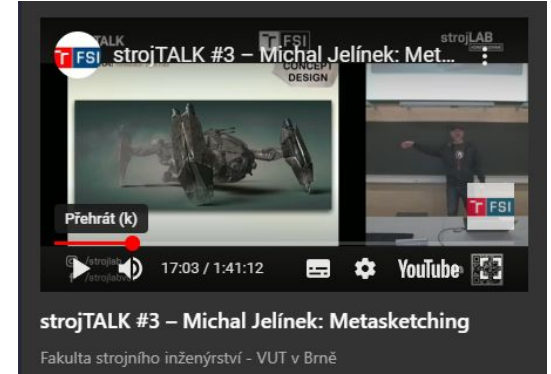 TALK
FSI
strojLAB
FSI strojTALK #3 – Michal Jelínek: Met...
CONCEPT
DESIGN
FSI
Přehrát (k)
/strojlab
17:03 / 1:41:12
YouTube
strojTALK #3 – Michal Jelínek: Metasketching
Fakulta strojního inženýrství - VUT v Brně